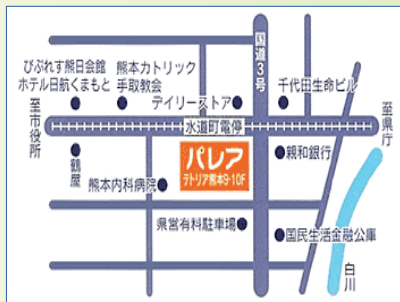 国道3号
びぷれす熊日会館
ホテル日航くまもと
熊本カトリック
手取教会
デイリーストア
千代田生命ビル
至市役所
水道町電停
至県庁
鶴屋
パレア
テトリア熊本9-10F
親和銀行
熊本内科病院
県営有料駐車場
国民生活金融公庫
白川